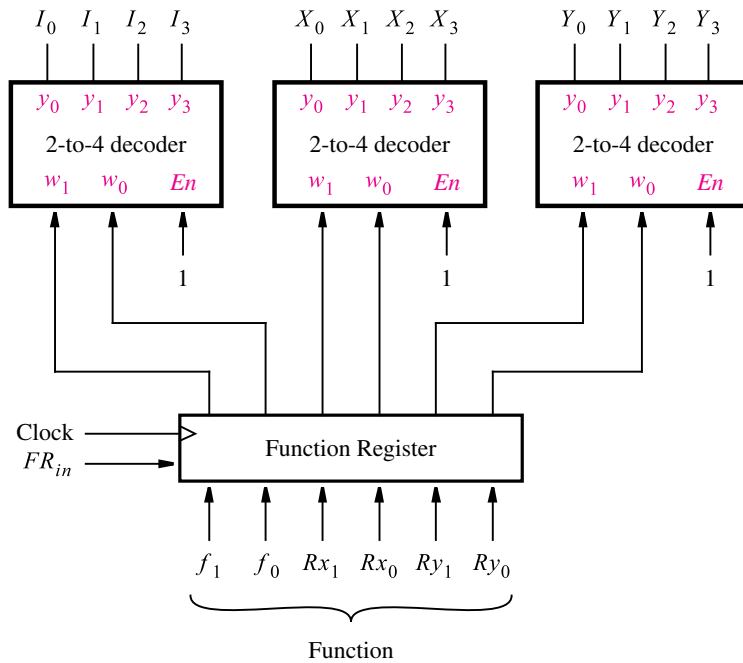 I0 I1 I2 I3 X0 X1 X2 X3 Y0 Y1 Y2 Y3
y0 y1 y2 y3 y0 y1 y2 y3 y0 y1 y2 y3
2-to-4 decoder 2-to-4 decoder 2-to-4 decoder
w1 w0 En w1 w0 En w1 w0 En
1 1 1
Clock
FRin
Function Register
f1 f0 Rx1 Rx0 Ry1 Ry0
Function